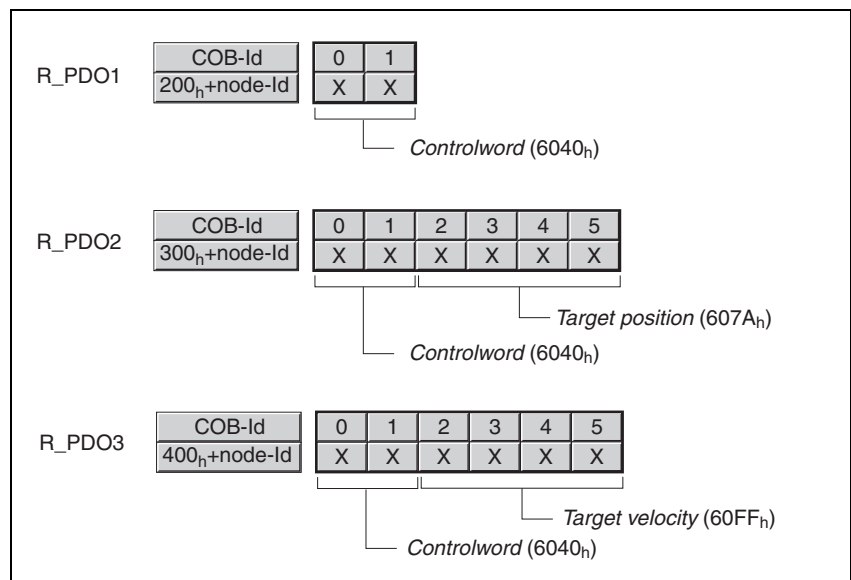 R_PDO1
COB-Id 0 1
200h+node-Id X X
Controlword (6040h)
R_PDO2
COB-Id 0 1 2 3 4 5
300h+node-Id X X X X X X
Target position (607Ah)
Controlword (6040h)
R_PDO3
COB-Id 0 1 2 3 4 5
400h+node-Id X X X X X X
Target velocity (60FFh)
Controlword (6040h)